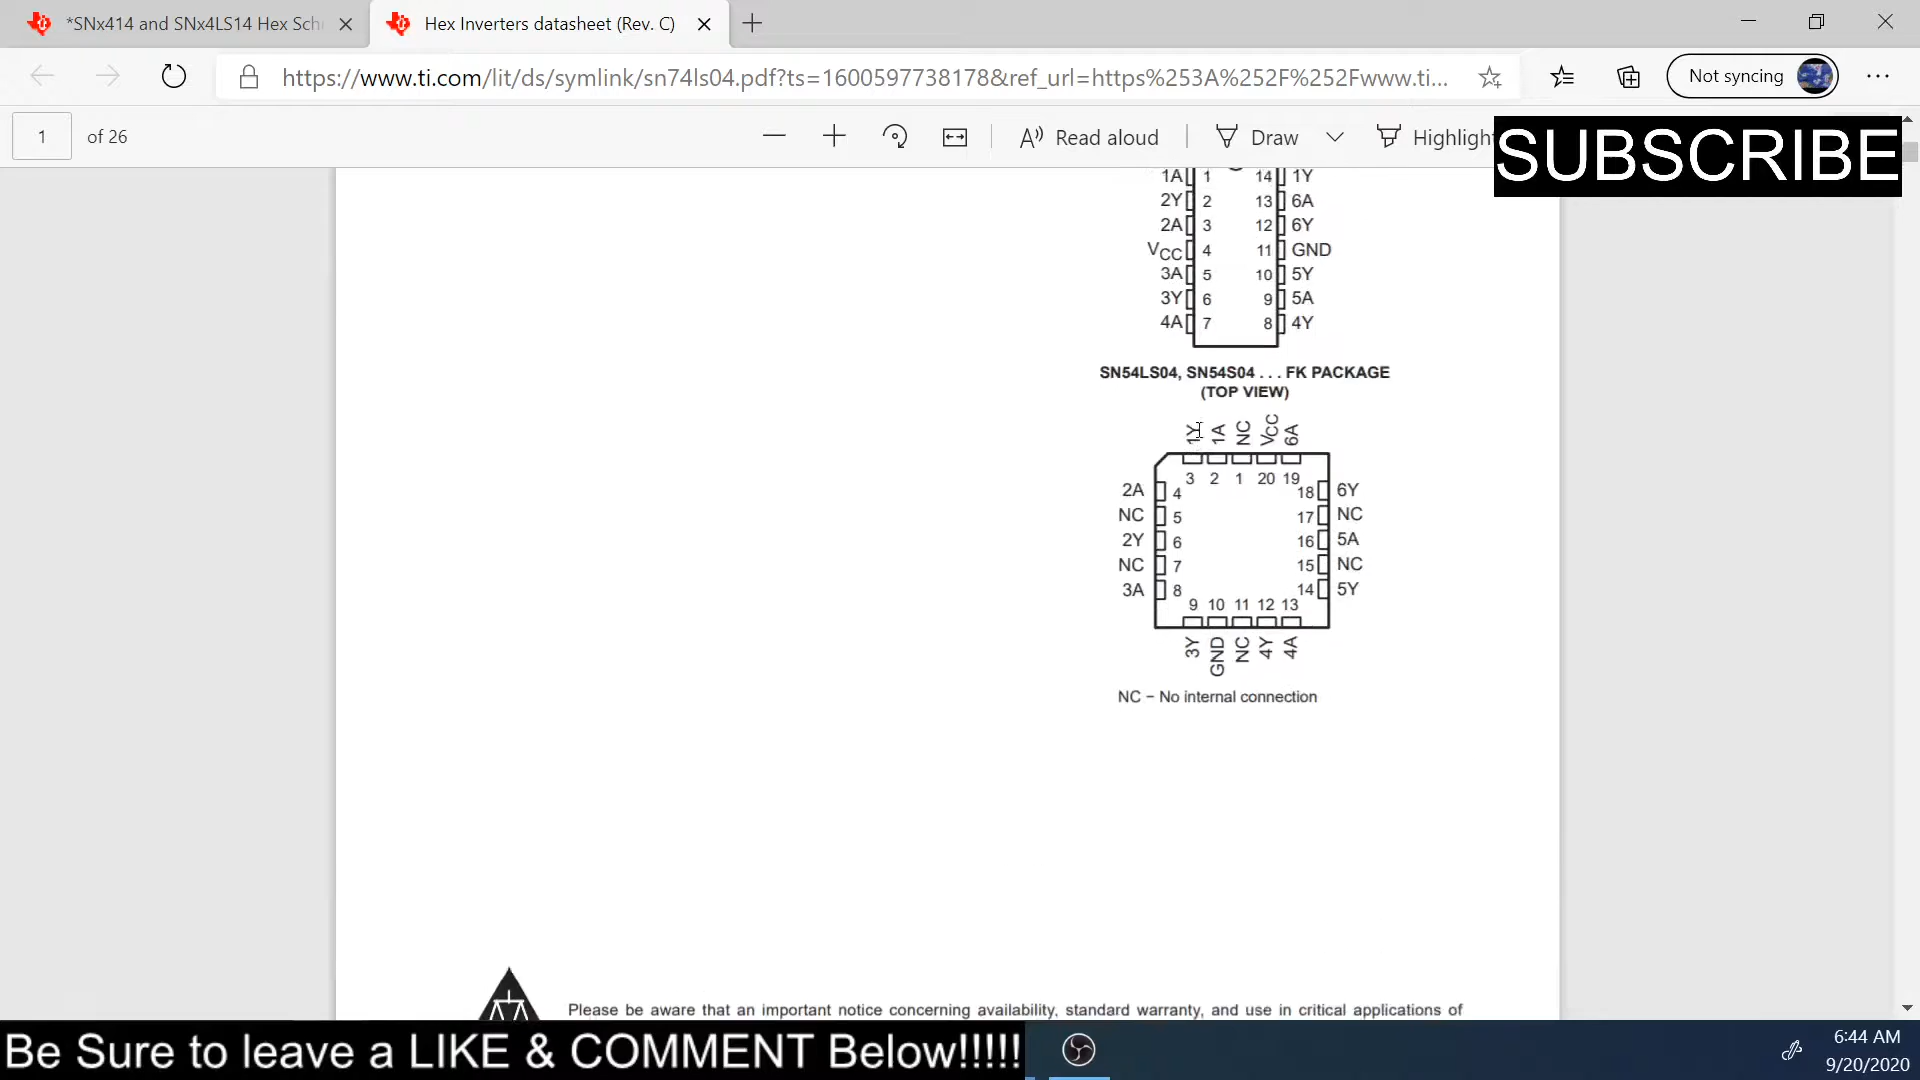 *SNx414 and SNx4LS14 Hex Sch
Hex Inverters datasheet (Rev. C)
https://www.ti.com/lit/ds/symlink/sn74ls04.pdf?ts=1600597738178&ref_url=https%253A%252F%252Fwww.ti...
Not syncing
1 of 26
Read aloud
Draw
Highlight
SUBSCRIBE
1A 1 14 1Y
2Y 2 13 6A
2A 3 12 6Y
VCC 4 11 GND
3A 5 10 5Y
3Y 6 9 5A
4A 7 8 4Y
SN54LS04, SN54S04 . . . FK PACKAGE
(TOP VIEW)
1Y 1A NC VCC 6A
3 2 1 20 19
2A 4 18 6Y
NC 5 17 NC
2Y 6 16 5A
NC 7 15 NC
3A 8 14 5Y
9 10 11 12 13
3Y GND NC 4Y 4A
NC − No internal connection
Please be aware that an important notice concerning availability, standard warranty, and use in critical applications of
Be Sure to leave a LIKE & COMMENT Below!!!!!
6:44 AM
9/20/2020